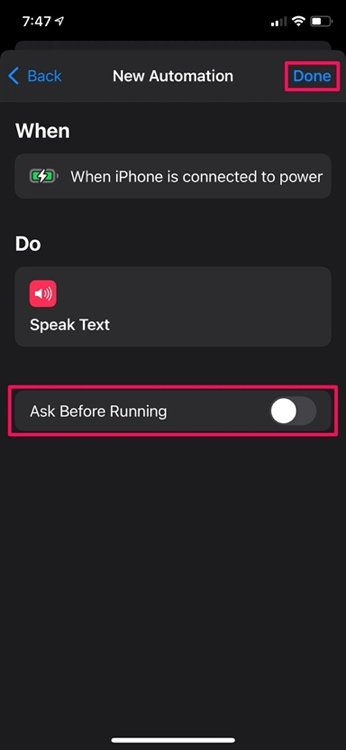 7:47
Back New Automation Done
When
When iPhone is connected to power
Do
Speak Text
Ask Before Running